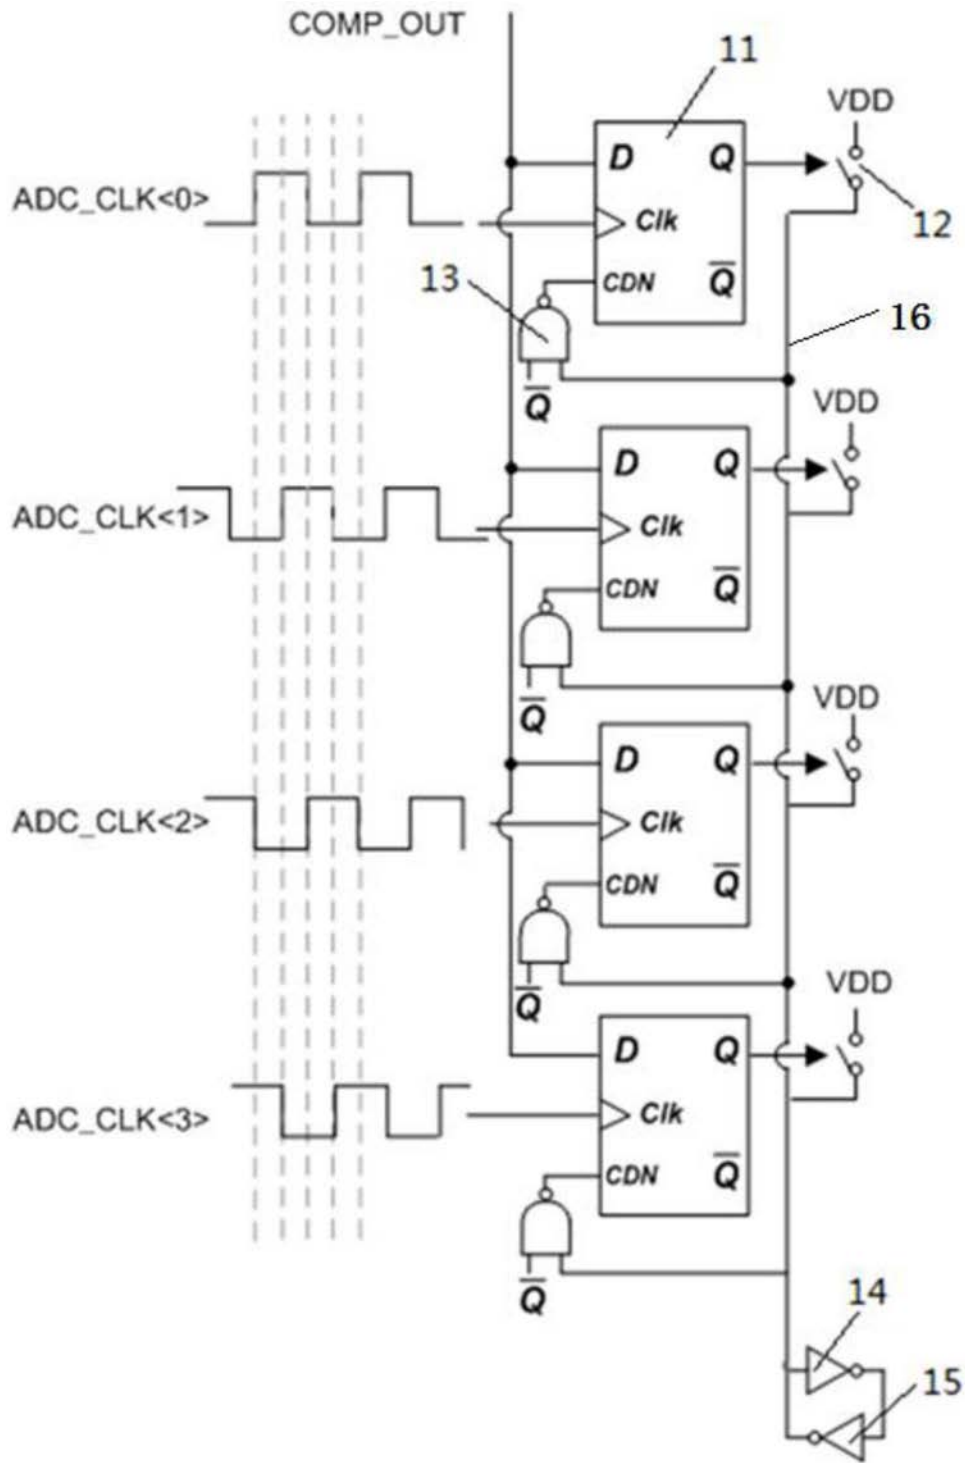 COMP_OUT
11
VDD
D Q
ADC_CLK<0>
Clk
12
13
CDN Q̅
16
Q̅
VDD
D Q
ADC_CLK<1>
Clk
CDN Q̅
Q̅
VDD
D Q
ADC_CLK<2>
Clk
CDN Q̅
Q̅
VDD
D Q
ADC_CLK<3>
Clk
CDN Q̅
Q̅
14
15